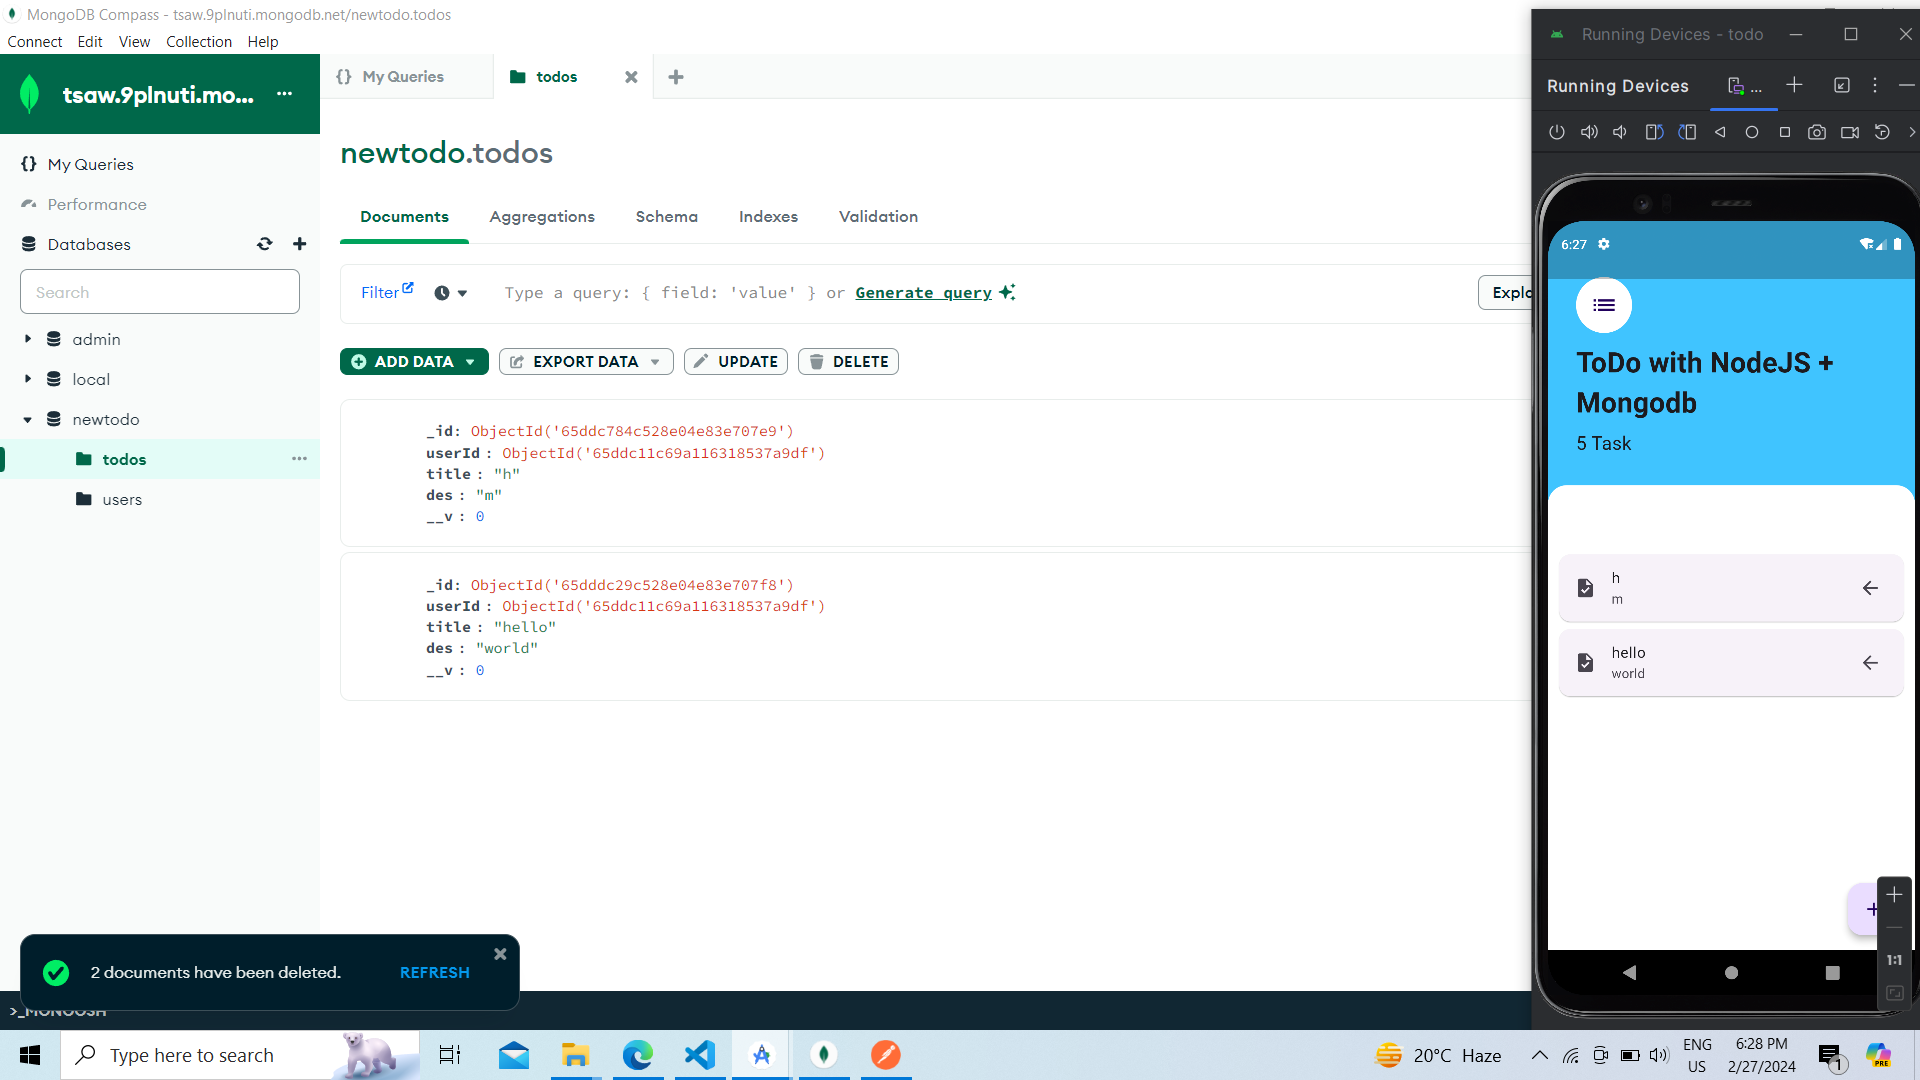 MongoDB Compass - tsaw.9plnuti.mongodb.net/newtodo.todos
Connect Edit View Collection Help
tsaw.9plnuti.mo...
{} My Queries
todos
{} My Queries
Performance
Databases
Search
admin
local
newtodo
todos
users
newtodo.todos
Documents
Aggregations
Schema
Indexes
Validation
Filter
Type a query: { field: 'value' } or Generate query
Explo
ADD DATA
EXPORT DATA
UPDATE
DELETE
_id: ObjectId('65ddc784c528e04e83e707e9')
userId : ObjectId('65ddc11c69a116318537a9df')
title : "h"
des : "m"
__v : 0
_id: ObjectId('65dddc29c528e04e83e707f8')
userId : ObjectId('65ddc11c69a116318537a9df')
title : "hello"
des : "world"
__v : 0
2 documents have been deleted.
REFRESH
>_MONGOSH
Running Devices - todo
Running Devices
...
6:27
ToDo with NodeJS +
Mongodb
5 Task
h
m
hello
world
1:1
Type here to search
20°C Haze
ENG
US
6:28 PM
2/27/2024
1
PRE